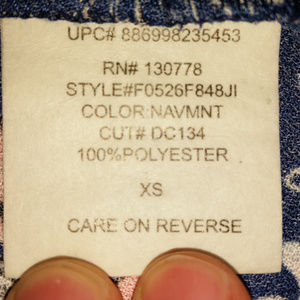 UPC# 886998235453
RN# 130778
STYLE#F0526F848JI
COLOR:NAVMNT
CUT# DC134
100%POLYESTER
XS
CARE ON REVERSE